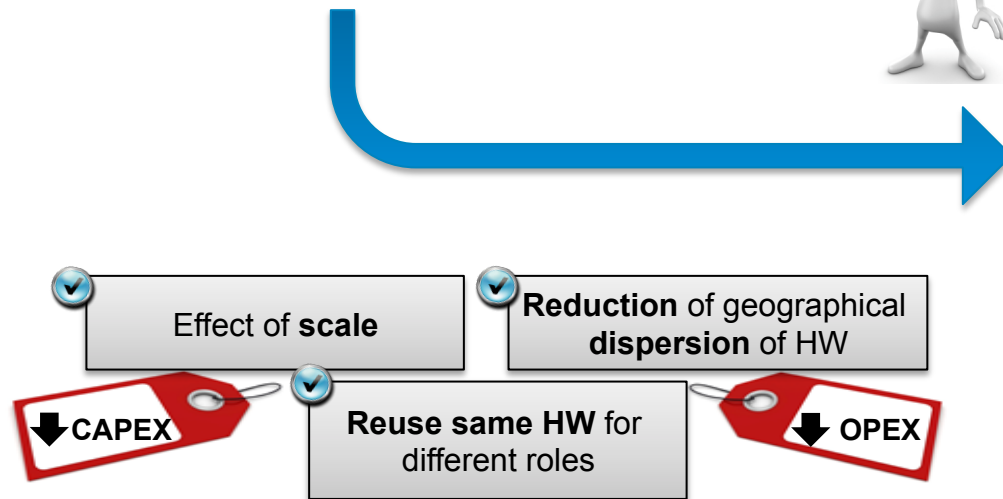 Effect of scale
Reduction of geographical
dispersion of HW
CAPEX
Reuse same HW for
different roles
OPEX